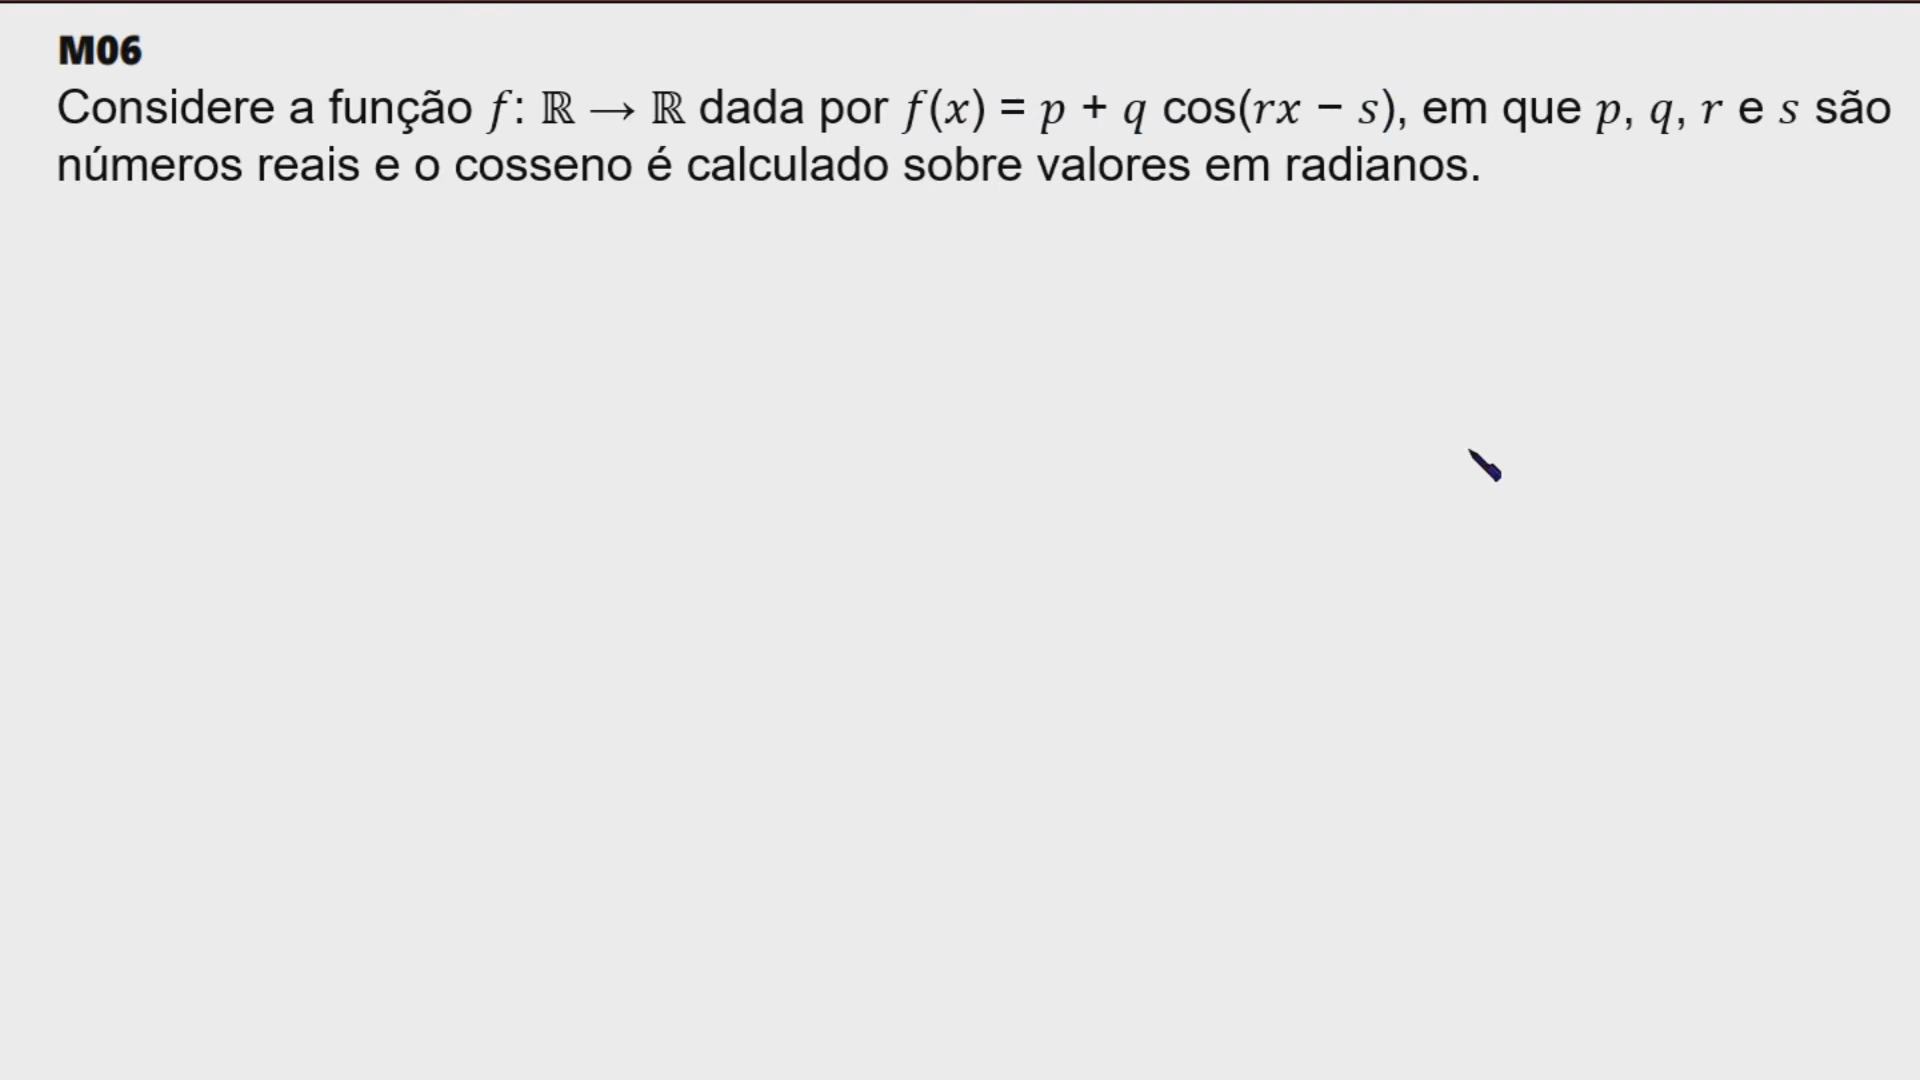 M06
Considere a função f: ℝ → ℝ dada por f(x) = p + q cos(rx − s), em que p, q, r e s são
números reais e o cosseno é calculado sobre valores em radianos.